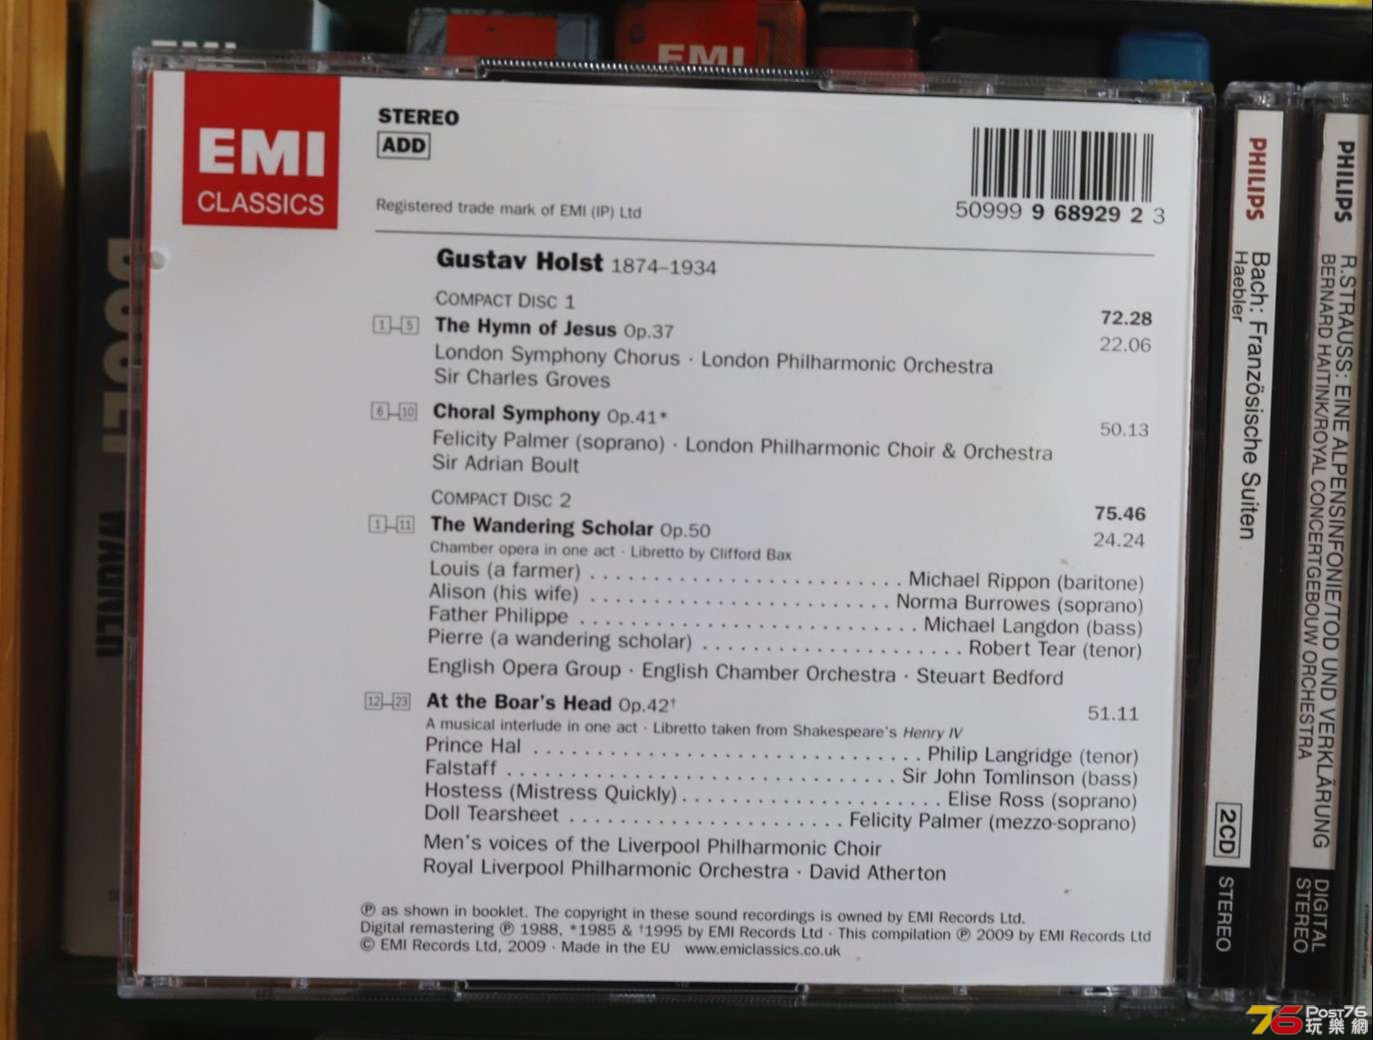 EMI
EMI
EMI
CLASSICS
STEREO
ADD
Registered trade mark of EMI (IP) Ltd
50999 9 68929 2 3
Gustav Holst 1874–1934
COMPACT DISC 1 72.28
1–5 The Hymn of Jesus Op.37 22.06
London Symphony Chorus · London Philharmonic Orchestra
Sir Charles Groves
6–10 Choral Symphony Op.41* 50.13
Felicity Palmer (soprano) · London Philharmonic Choir & Orchestra
Sir Adrian Boult
COMPACT DISC 2 75.46
1–11 The Wandering Scholar Op.50 24.24
Chamber opera in one act · Libretto by Clifford Bax
Louis (a farmer) . . . . . . . . . . . . . . . . . . . . . . . . . Michael Rippon (baritone)
Alison (his wife) . . . . . . . . . . . . . . . . . . . . . . . . Norma Burrowes (soprano)
Father Philippe . . . . . . . . . . . . . . . . . . . . . . . . . . . Michael Langdon (bass)
Pierre (a wandering scholar) . . . . . . . . . . . . . . . . . . . . . Robert Tear (tenor)
English Opera Group · English Chamber Orchestra · Steuart Bedford
12–23 At the Boar's Head Op.42† 51.11
A musical interlude in one act · Libretto taken from Shakespeare's Henry IV
Prince Hal . . . . . . . . . . . . . . . . . . . . . . . . . . . . . . . Philip Langridge (tenor)
Falstaff . . . . . . . . . . . . . . . . . . . . . . . . . . . . . . . Sir John Tomlinson (bass)
Hostess (Mistress Quickly) . . . . . . . . . . . . . . . . . . . . . Elise Ross (soprano)
Doll Tearsheet . . . . . . . . . . . . . . . . . . . . . . Felicity Palmer (mezzo-soprano)
Men's voices of the Liverpool Philharmonic Choir
Royal Liverpool Philharmonic Orchestra · David Atherton
℗ as shown in booklet. The copyright in these sound recordings is owned by EMI Records Ltd.
Digital remastering ℗ 1988, *1985 & †1995 by EMI Records Ltd · This compilation ℗ 2009 by EMI Records Ltd
© EMI Records Ltd, 2009 · Made in the EU www.emiclassics.co.uk
BOULT WAGNER
PHILIPS
Bach: Französische Suiten
Haebler
2CD
STEREO
PHILIPS
R.STRAUSS: EINE ALPENSINFONIE/TOD UND VERKLÄRUNG
BERNARD HAITINK/ROYAL CONCERTGEBOUW ORCHESTRA
DIGITAL
STEREO
76 Post76
玩樂網